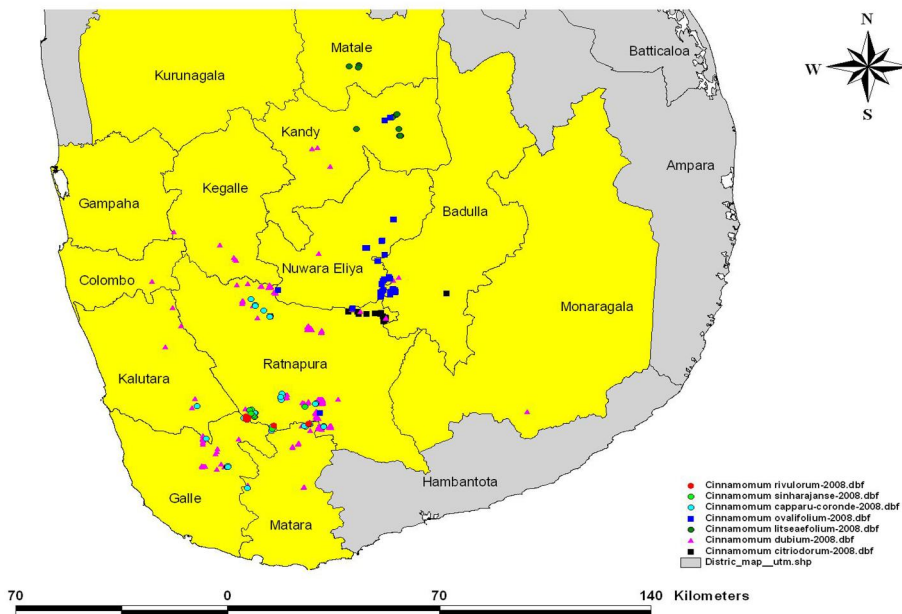 N
W
E
S
Batticaloa
Matale
Kurunagala
Kandy
Ampara
Kegalle
Gampaha
Badulla
Colombo
Nuwara Eliya
Monaragala
Ratnapura
Kalutara
Hambantota
Galle
Matara
Cinnamomum rivulorum-2008.dbf
Cinnamomum sinharajanse-2008.dbf
Cinnamomum capparu-coronde-2008.dbf
Cinnamomum ovalifolium-2008.dbf
Cinnamomum litseaefolium-2008.dbf
Cinnamomum dubium-2008.dbf
Cinnamomum citriodorum-2008.dbf
Distric_map__utm.shp
70 0 70 140 Kilometers